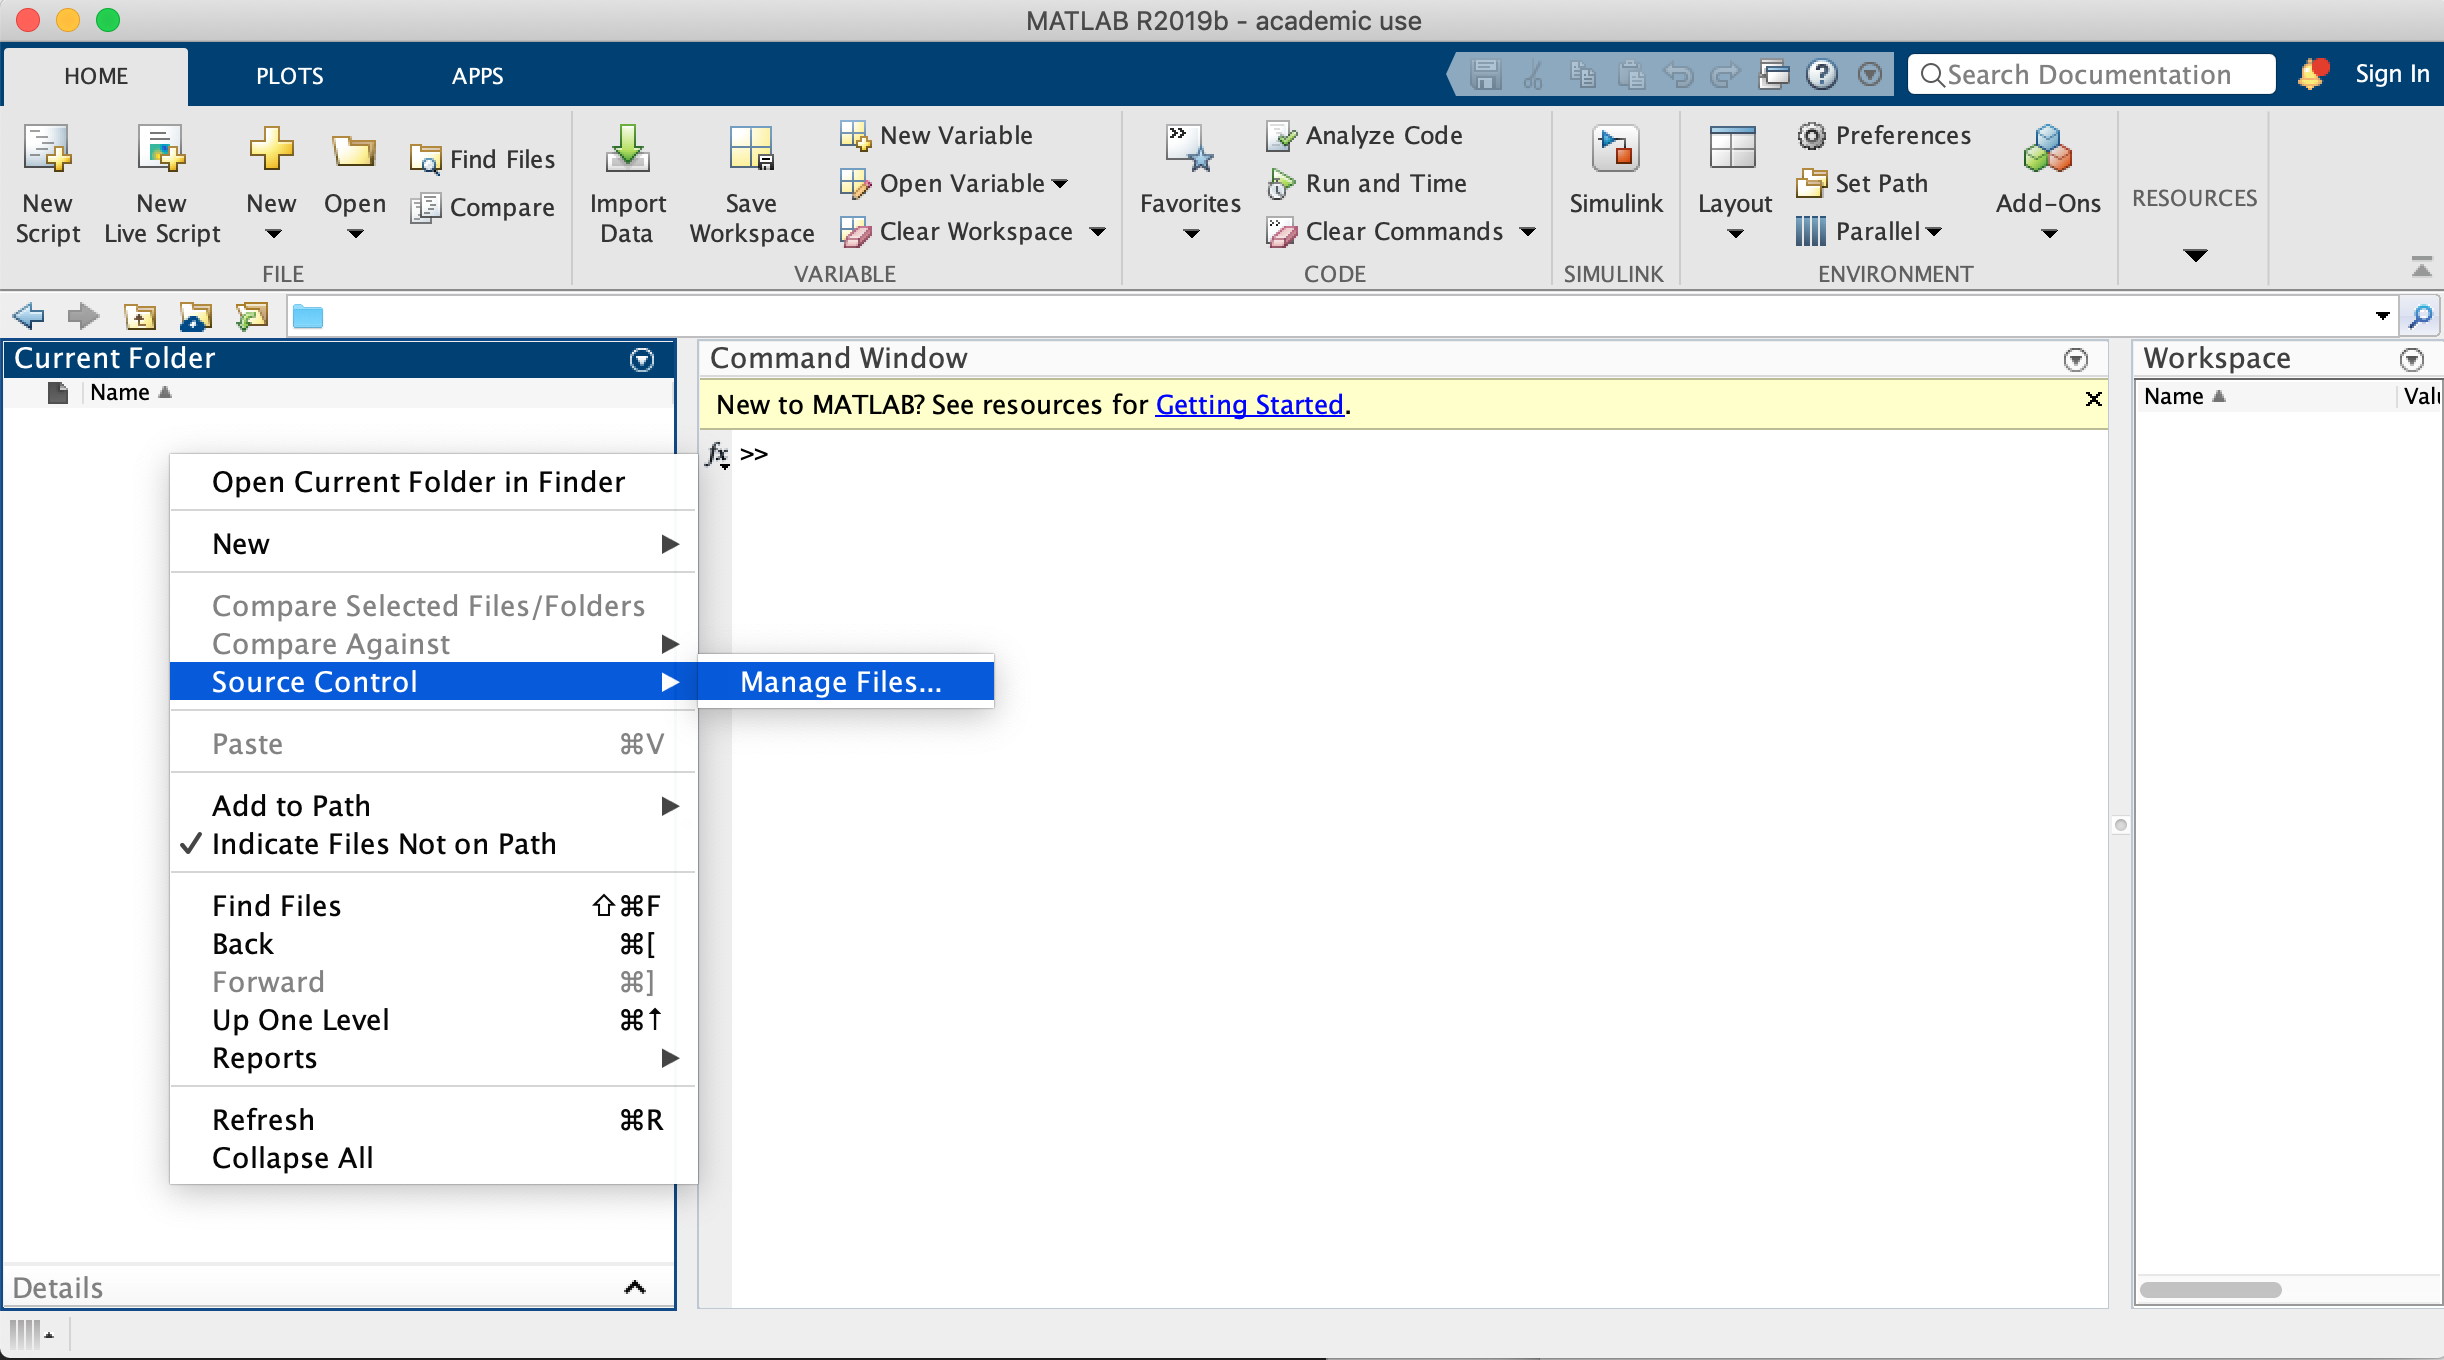 MATLAB R2019b - academic use
HOME
PLOTS
APPS
Search Documentation
Sign In
New Script
New Live Script
New
Open
Find Files
Compare
FILE
Import Data
Save Workspace
New Variable
Open Variable
Clear Workspace
VARIABLE
Favorites
Analyze Code
Run and Time
Clear Commands
CODE
Simulink
SIMULINK
Layout
Preferences
Set Path
Parallel
Add-Ons
ENVIRONMENT
RESOURCES
Current Folder
Name
Command Window
New to MATLAB? See resources for Getting Started.
fx >>
Workspace
Name
Open Current Folder in Finder
New
Compare Selected Files/Folders
Compare Against
Source Control
Manage Files...
Paste ⌘V
Add to Path
✓ Indicate Files Not on Path
Find Files ⇧⌘F
Back ⌘[
Forward ⌘]
Up One Level ⌘↑
Reports
Refresh ⌘R
Collapse All
Details